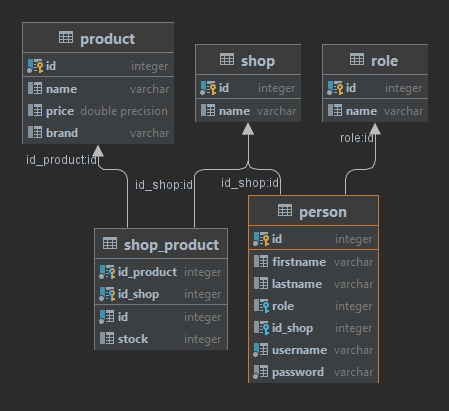 product
id integer
name varchar
price double precision
brand varchar
shop
id integer
name varchar
role
id integer
name varchar
id_product:id
id_shop:id
id_shop:id
role:id
shop_product
id_product integer
id_shop integer
id integer
stock integer
person
id integer
firstname varchar
lastname varchar
role integer
id_shop integer
username varchar
password varchar